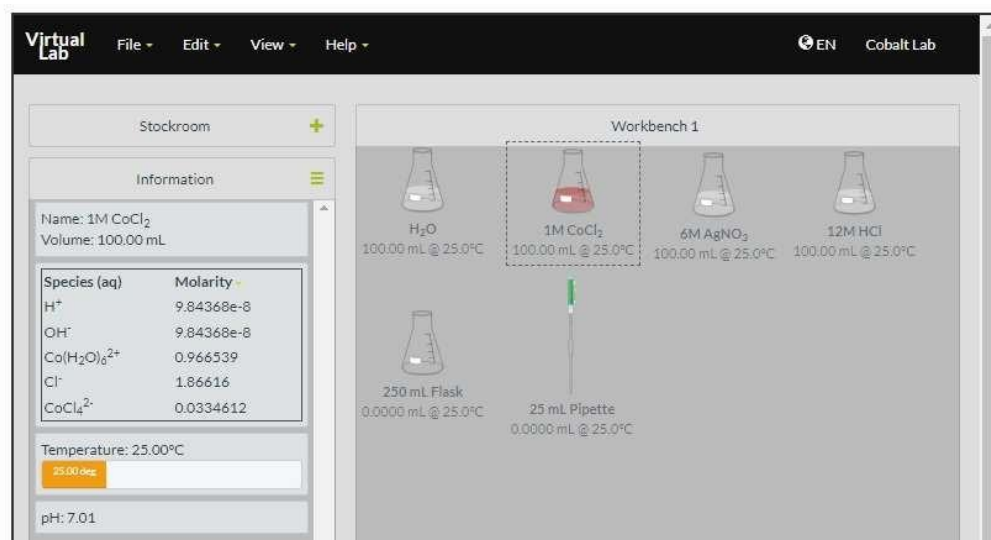 Virtual Lab File Edit View Help EN Cobalt Lab
Stockroom
Information
Name: 1M CoCl₂
Volume: 100.00 mL
Species (aq) Molarity
H⁺ 9.84368e-8
OH⁻ 9.84368e-8
Co(H₂O)₆²⁺ 0.966539
Cl⁻ 1.86616
CoCl₄²⁻ 0.0334612
Temperature: 25.00°C
25.00 deg
pH: 7.01
Workbench 1
H₂O
100.00 mL @ 25.0°C
1M CoCl₂
100.00 mL @ 25.0°C
6M AgNO₃
100.00 mL @ 25.0°C
12M HCl
100.00 mL @ 25.0°C
250 mL Flask
0.0000 mL @ 25.0°C
25 mL Pipette
0.0000 mL @ 25.0°C